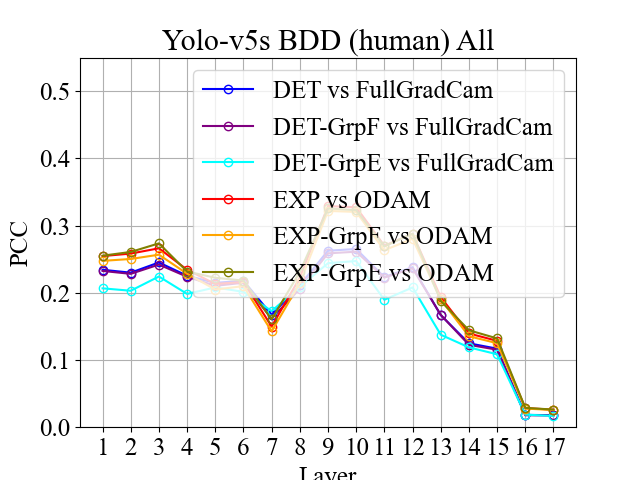 Yolo-v5s BDD (human) All
DET vs FullGradCam
DET-GrpF vs FullGradCam
DET-GrpE vs FullGradCam
EXP vs ODAM
EXP-GrpF vs ODAM
EXP-GrpE vs ODAM
PCC
0.5
0.4
0.3
0.2
0.1
0.0
1 2 3 4 5 6 7 8 9 10 11 12 13 14 15 16 17
Layer